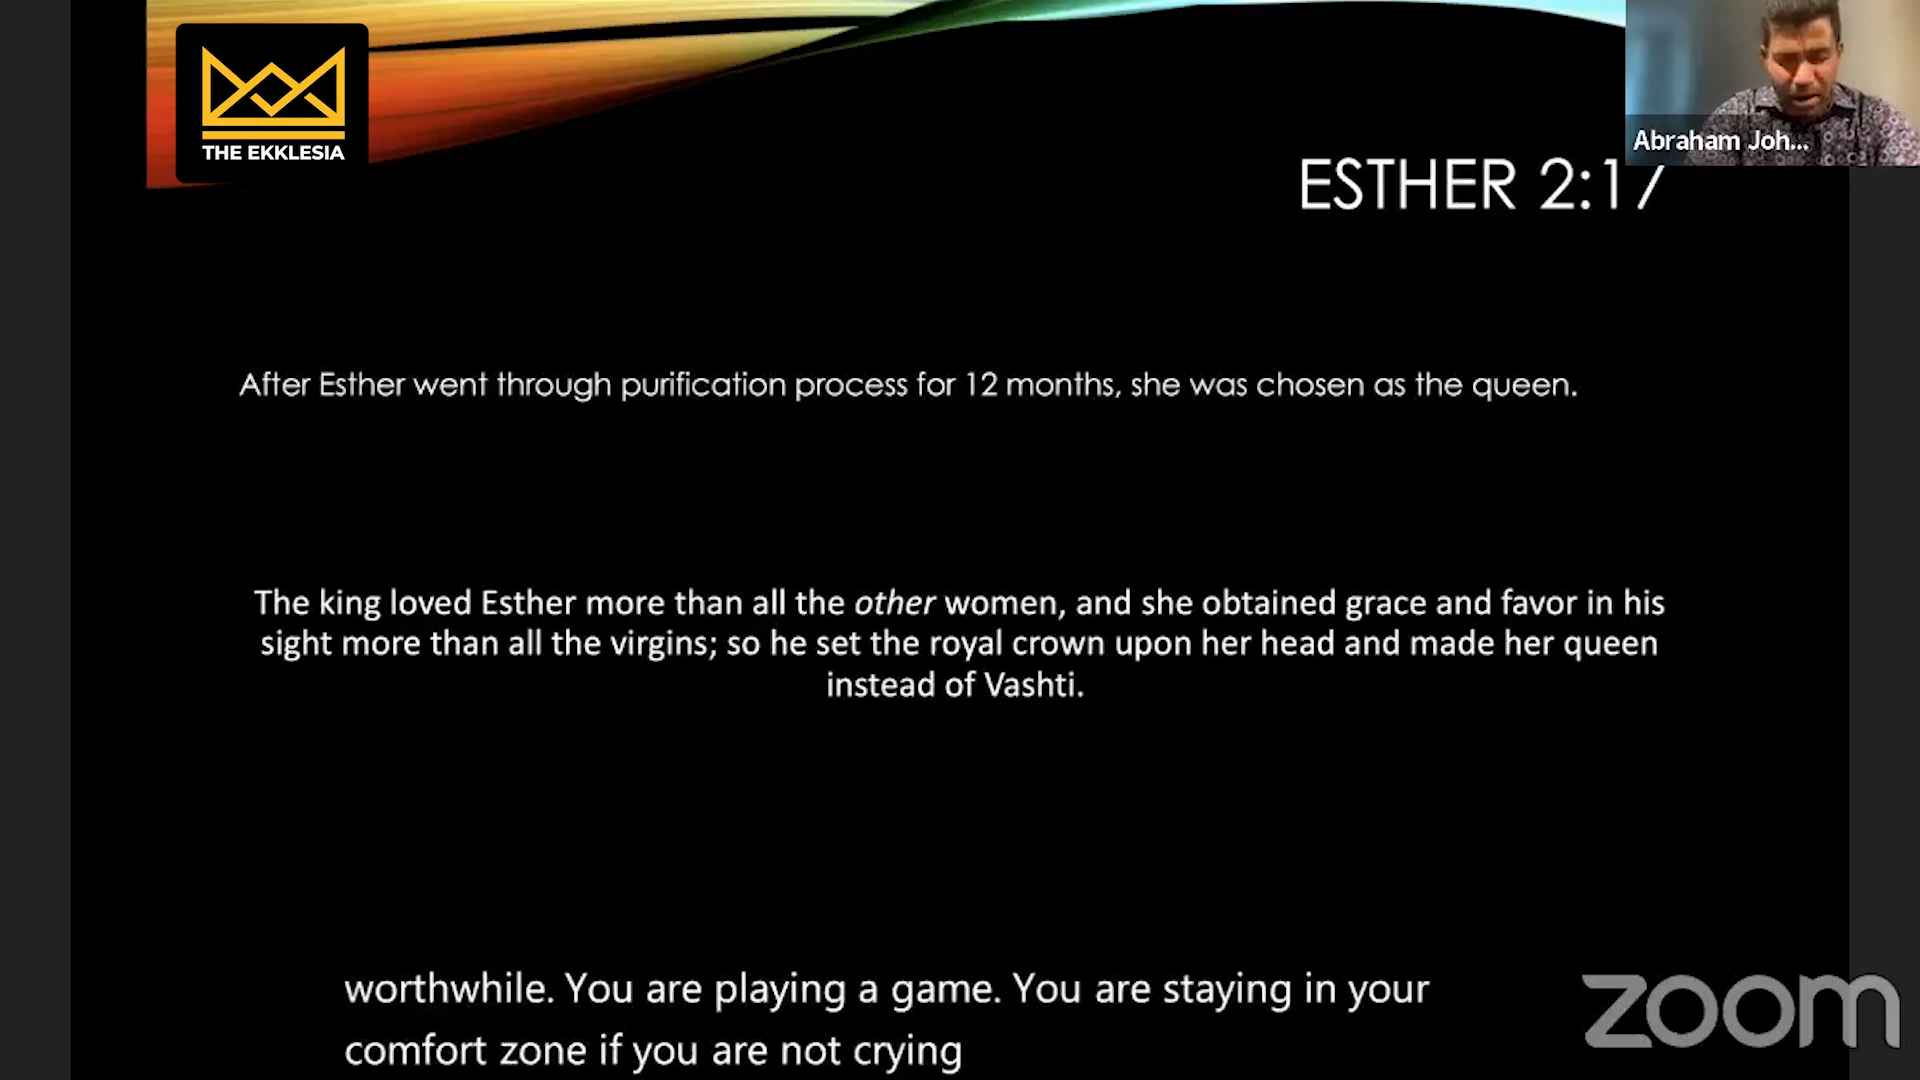 THE EKKLESIA
Abraham Joh...
ESTHER 2:17
After Esther went through purification process for 12 months, she was chosen as the queen.
The king loved Esther more than all the other women, and she obtained grace and favor in his
sight more than all the virgins; so he set the royal crown upon her head and made her queen
instead of Vashti.
worthwhile. You are playing a game. You are staying in your
comfort zone if you are not crying
zoom